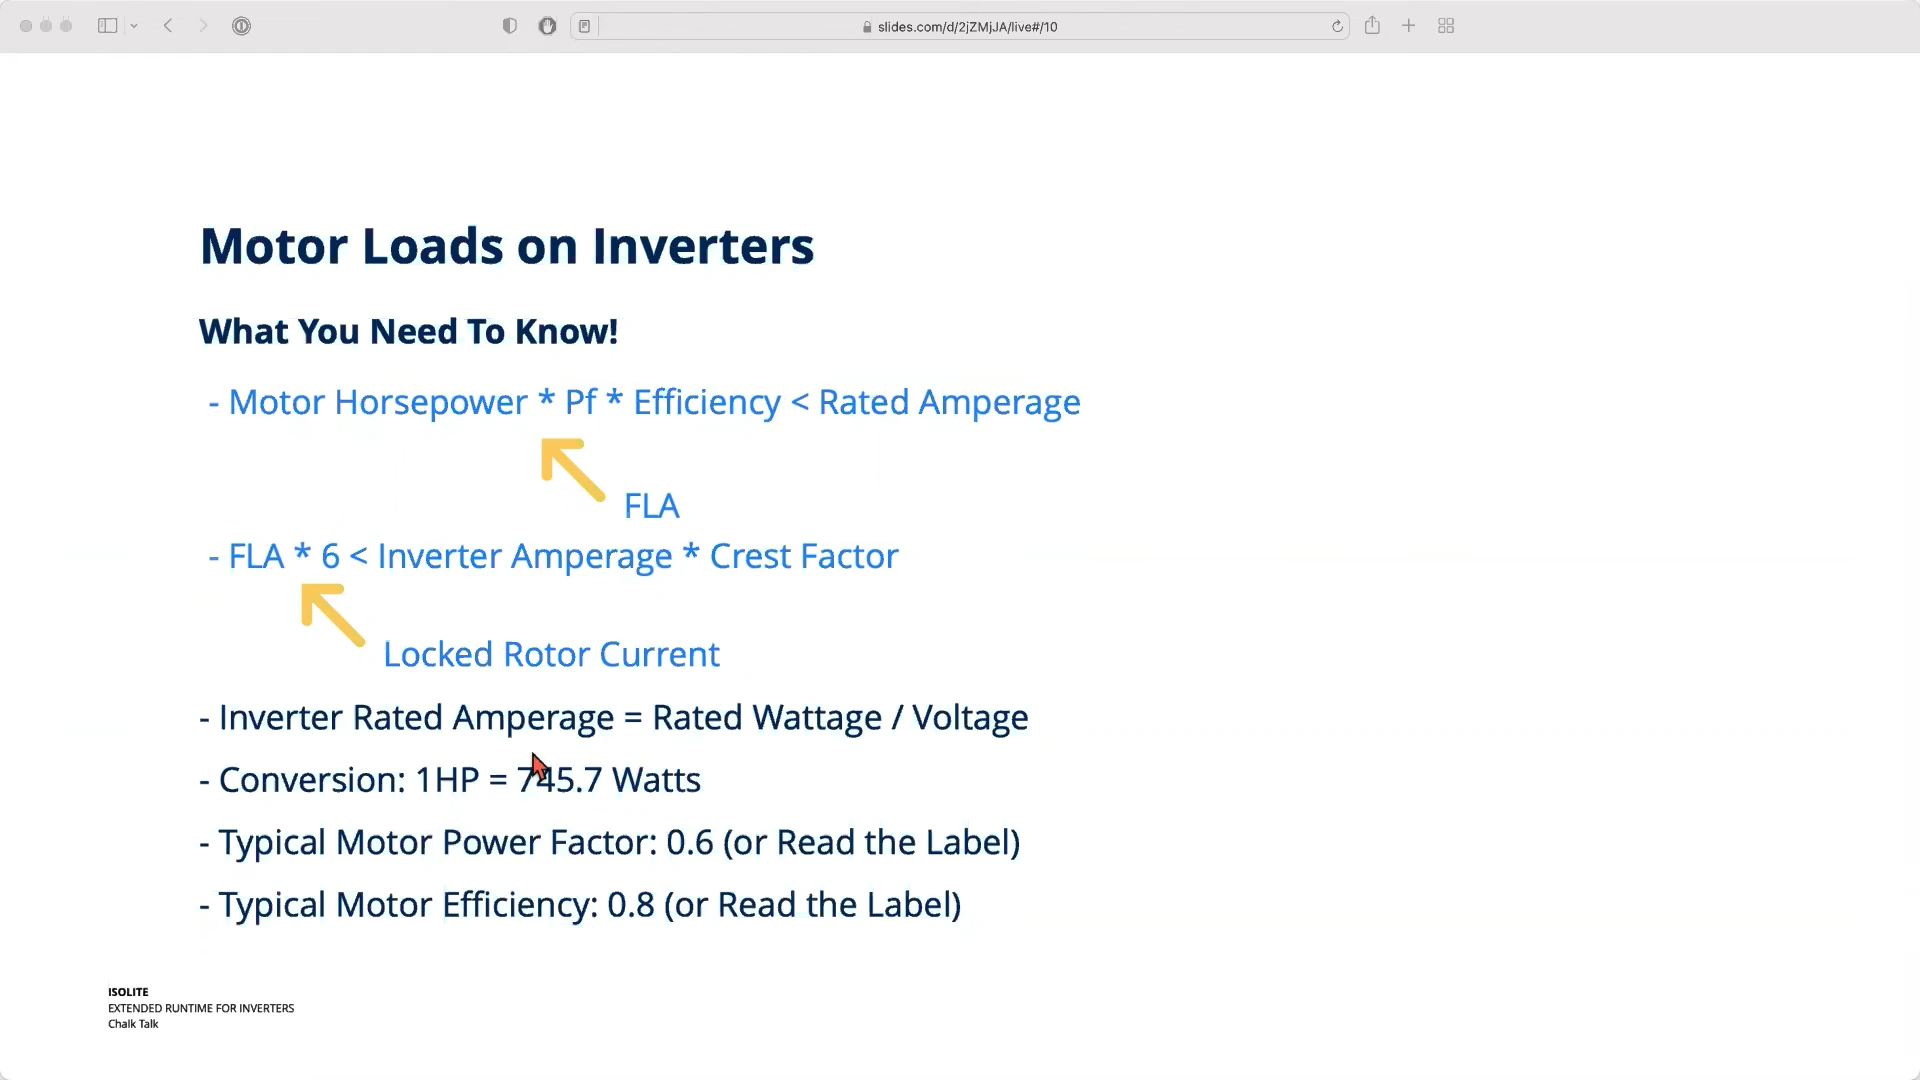 slides.com/d/2jZMjJA/live#/10
Motor Loads on Inverters
What You Need To Know!
- Motor Horsepower * Pf * Efficiency < Rated Amperage
FLA
- FLA * 6 < Inverter Amperage * Crest Factor
Locked Rotor Current
- Inverter Rated Amperage = Rated Wattage / Voltage
- Conversion: 1HP = 745.7 Watts
- Typical Motor Power Factor: 0.6 (or Read the Label)
- Typical Motor Efficiency: 0.8 (or Read the Label)
ISOLITE
EXTENDED RUNTIME FOR INVERTERS
Chalk Talk